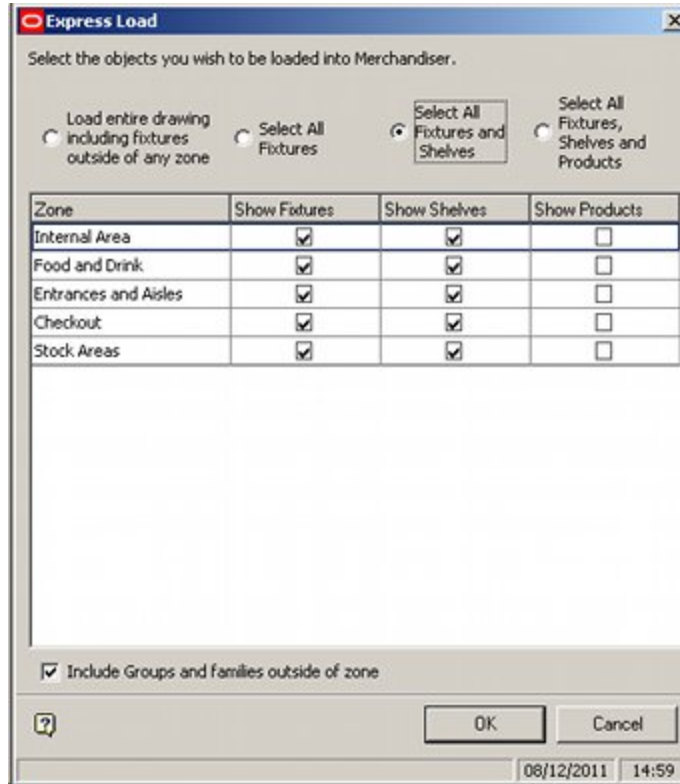 Express Load
Select the objects you wish to be loaded into Merchandiser.
Load entire drawing
including fixtures
outside of any zone
Select All
Fixtures
Select All
Fixtures and
Shelves
Select All
Fixtures,
Shelves and
Products
Zone Show Fixtures Show Shelves Show Products
Internal Area
Food and Drink
Entrances and Aisles
Checkout
Stock Areas
Include Groups and families outside of zone
OK Cancel
08/12/2011 14:59